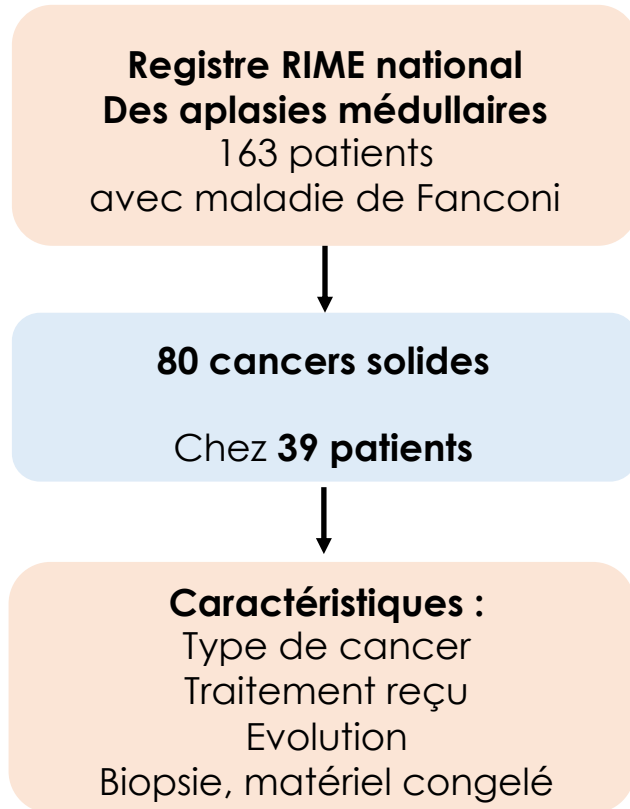 Registre RIME national
Des aplasies médullaires
163 patients
avec maladie de Fanconi
80 cancers solides
Chez 39 patients
Caractéristiques :
Type de cancer
Traitement reçu
Evolution
Biopsie, matériel congelé